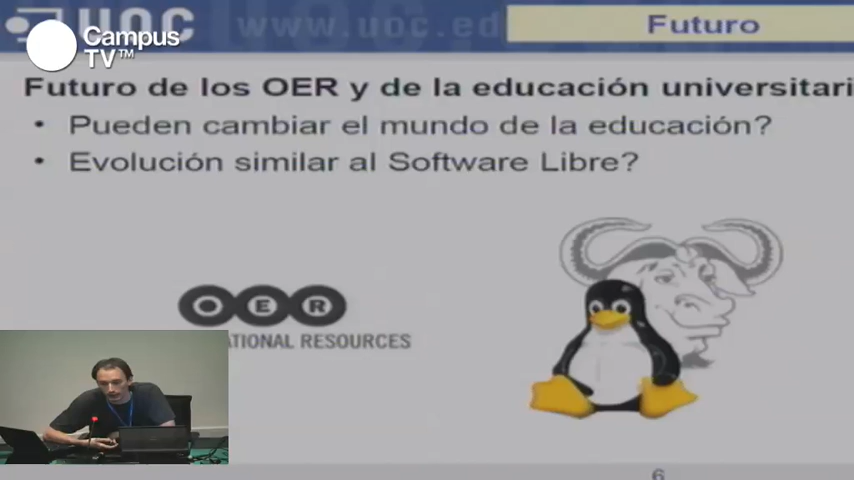 UOC
www.uoc.ed
Futuro
Campus
TV™
Futuro de los OER y de la educación universitari
• Pueden cambiar el mundo de la educación?
• Evolución similar al Software Libre?
OER
ATIONAL RESOURCES
6